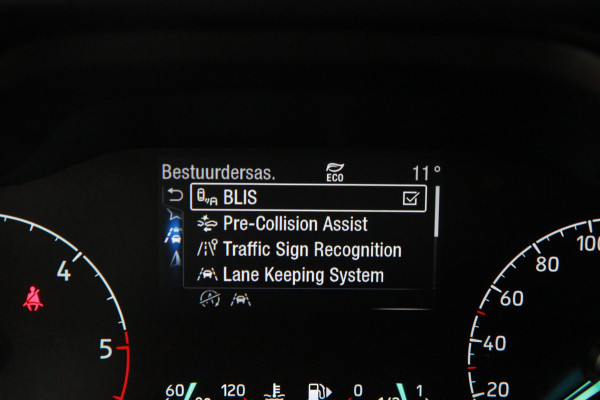 Bestuurdersas. ECO 11°
BLIS
Pre-Collision Assist
Traffic Sign Recognition
Lane Keeping System
4
5
60 120 0 1
100
80
60
40
20